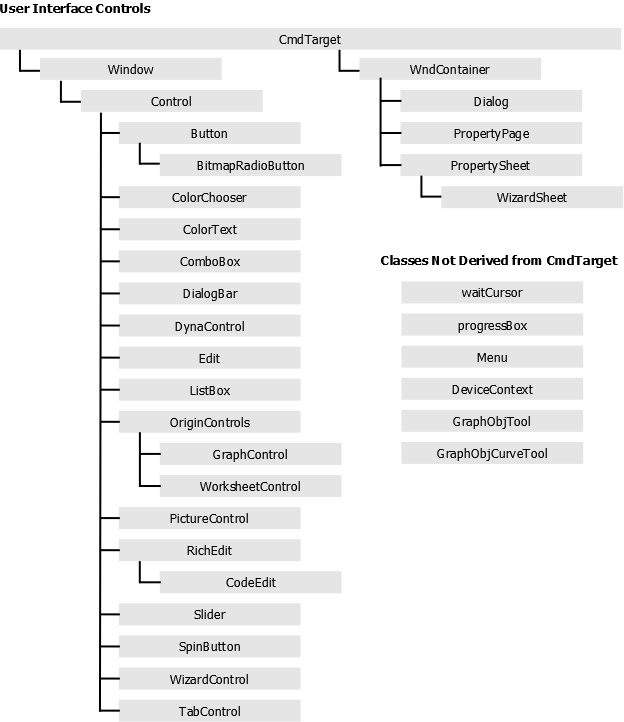 User Interface Controls
CmdTarget
Window
Control
Button
BitmapRadioButton
ColorChooser
ColorText
ComboBox
DialogBar
DynaControl
Edit
ListBox
OriginControls
GraphControl
WorksheetControl
PictureControl
RichEdit
CodeEdit
Slider
SpinButton
WizardControl
TabControl
WndContainer
Dialog
PropertyPage
PropertySheet
WizardSheet
Classes Not Derived from CmdTarget
waitCursor
progressBox
Menu
DeviceContext
GraphObjTool
GraphObjCurveTool